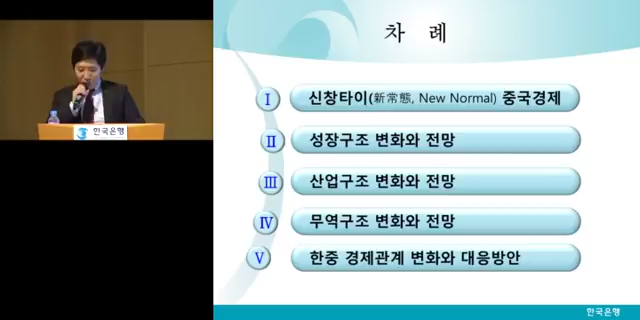 한국은행
차 례
Ⅰ 신창타이(新常態, New Normal) 중국경제
Ⅱ 성장구조 변화와 전망
Ⅲ 산업구조 변화와 전망
Ⅳ 무역구조 변화와 전망
Ⅴ 한중 경제관계 변화와 대응방안
한국은행